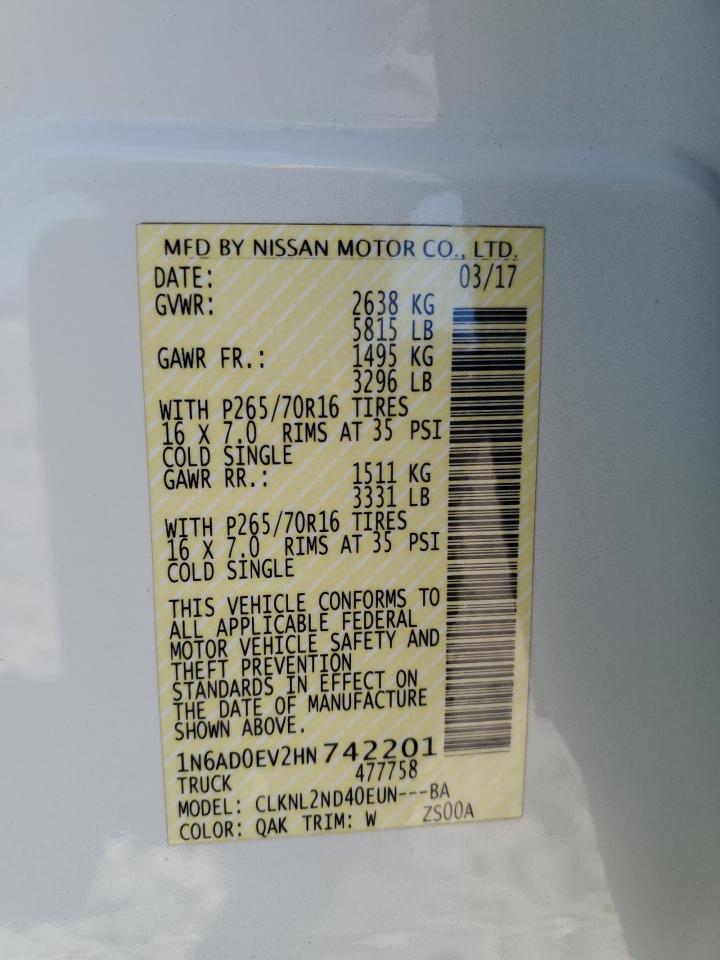 MFD BY NISSAN MOTOR CO., LTD.
DATE: 03/17
GVWR: 2638 KG
5815 LB
GAWR FR.: 1495 KG
3296 LB
WITH P265/70R16 TIRES
16 X 7.0 RIMS AT 35 PSI
COLD SINGLE
GAWR RR.: 1511 KG
3331 LB
WITH P265/70R16 TIRES
16 X 7.0 RIMS AT 35 PSI
COLD SINGLE
THIS VEHICLE CONFORMS TO
ALL APPLICABLE FEDERAL
MOTOR VEHICLE SAFETY AND
THEFT PREVENTION
STANDARDS IN EFFECT ON
THE DATE OF MANUFACTURE
SHOWN ABOVE.
1N6AD0EV2HN742201
TRUCK 477758
MODEL: CLKNL2ND40EUN---BA
COLOR: QAK TRIM: W ZS00A